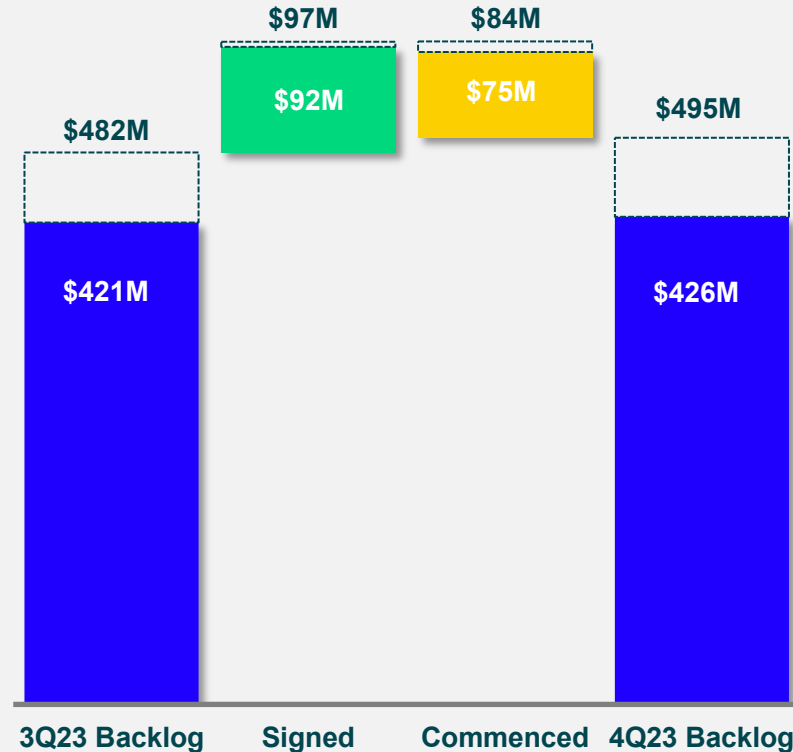 $97M
$84M
$92M
$75M
$495M
$482M
$421M
$426M
3Q23 Backlog
Signed
Commenced
4Q23 Backlog